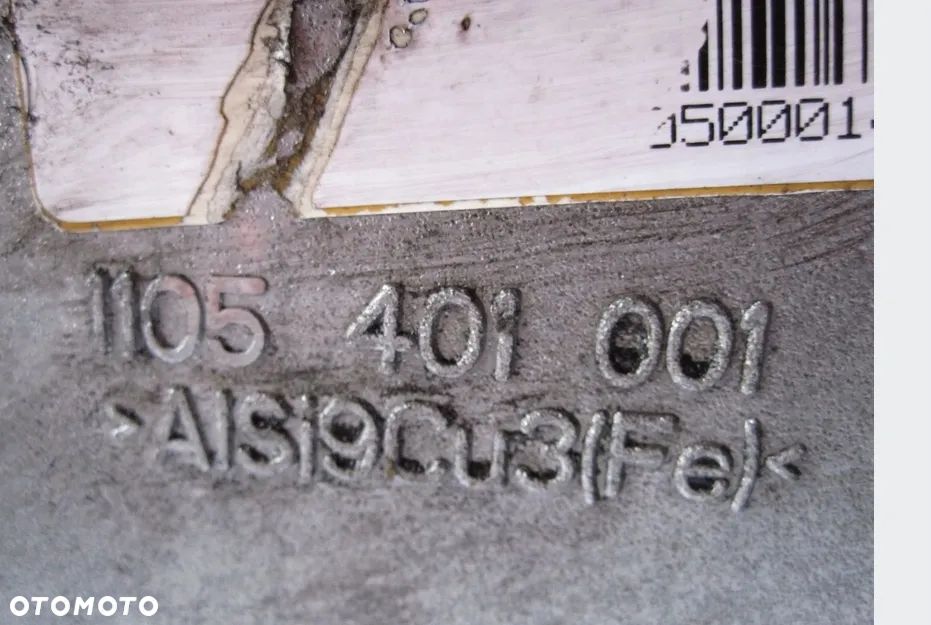 50001
1105 401 001
>AlSi9Cu3(Fe)<
OTOMOTO